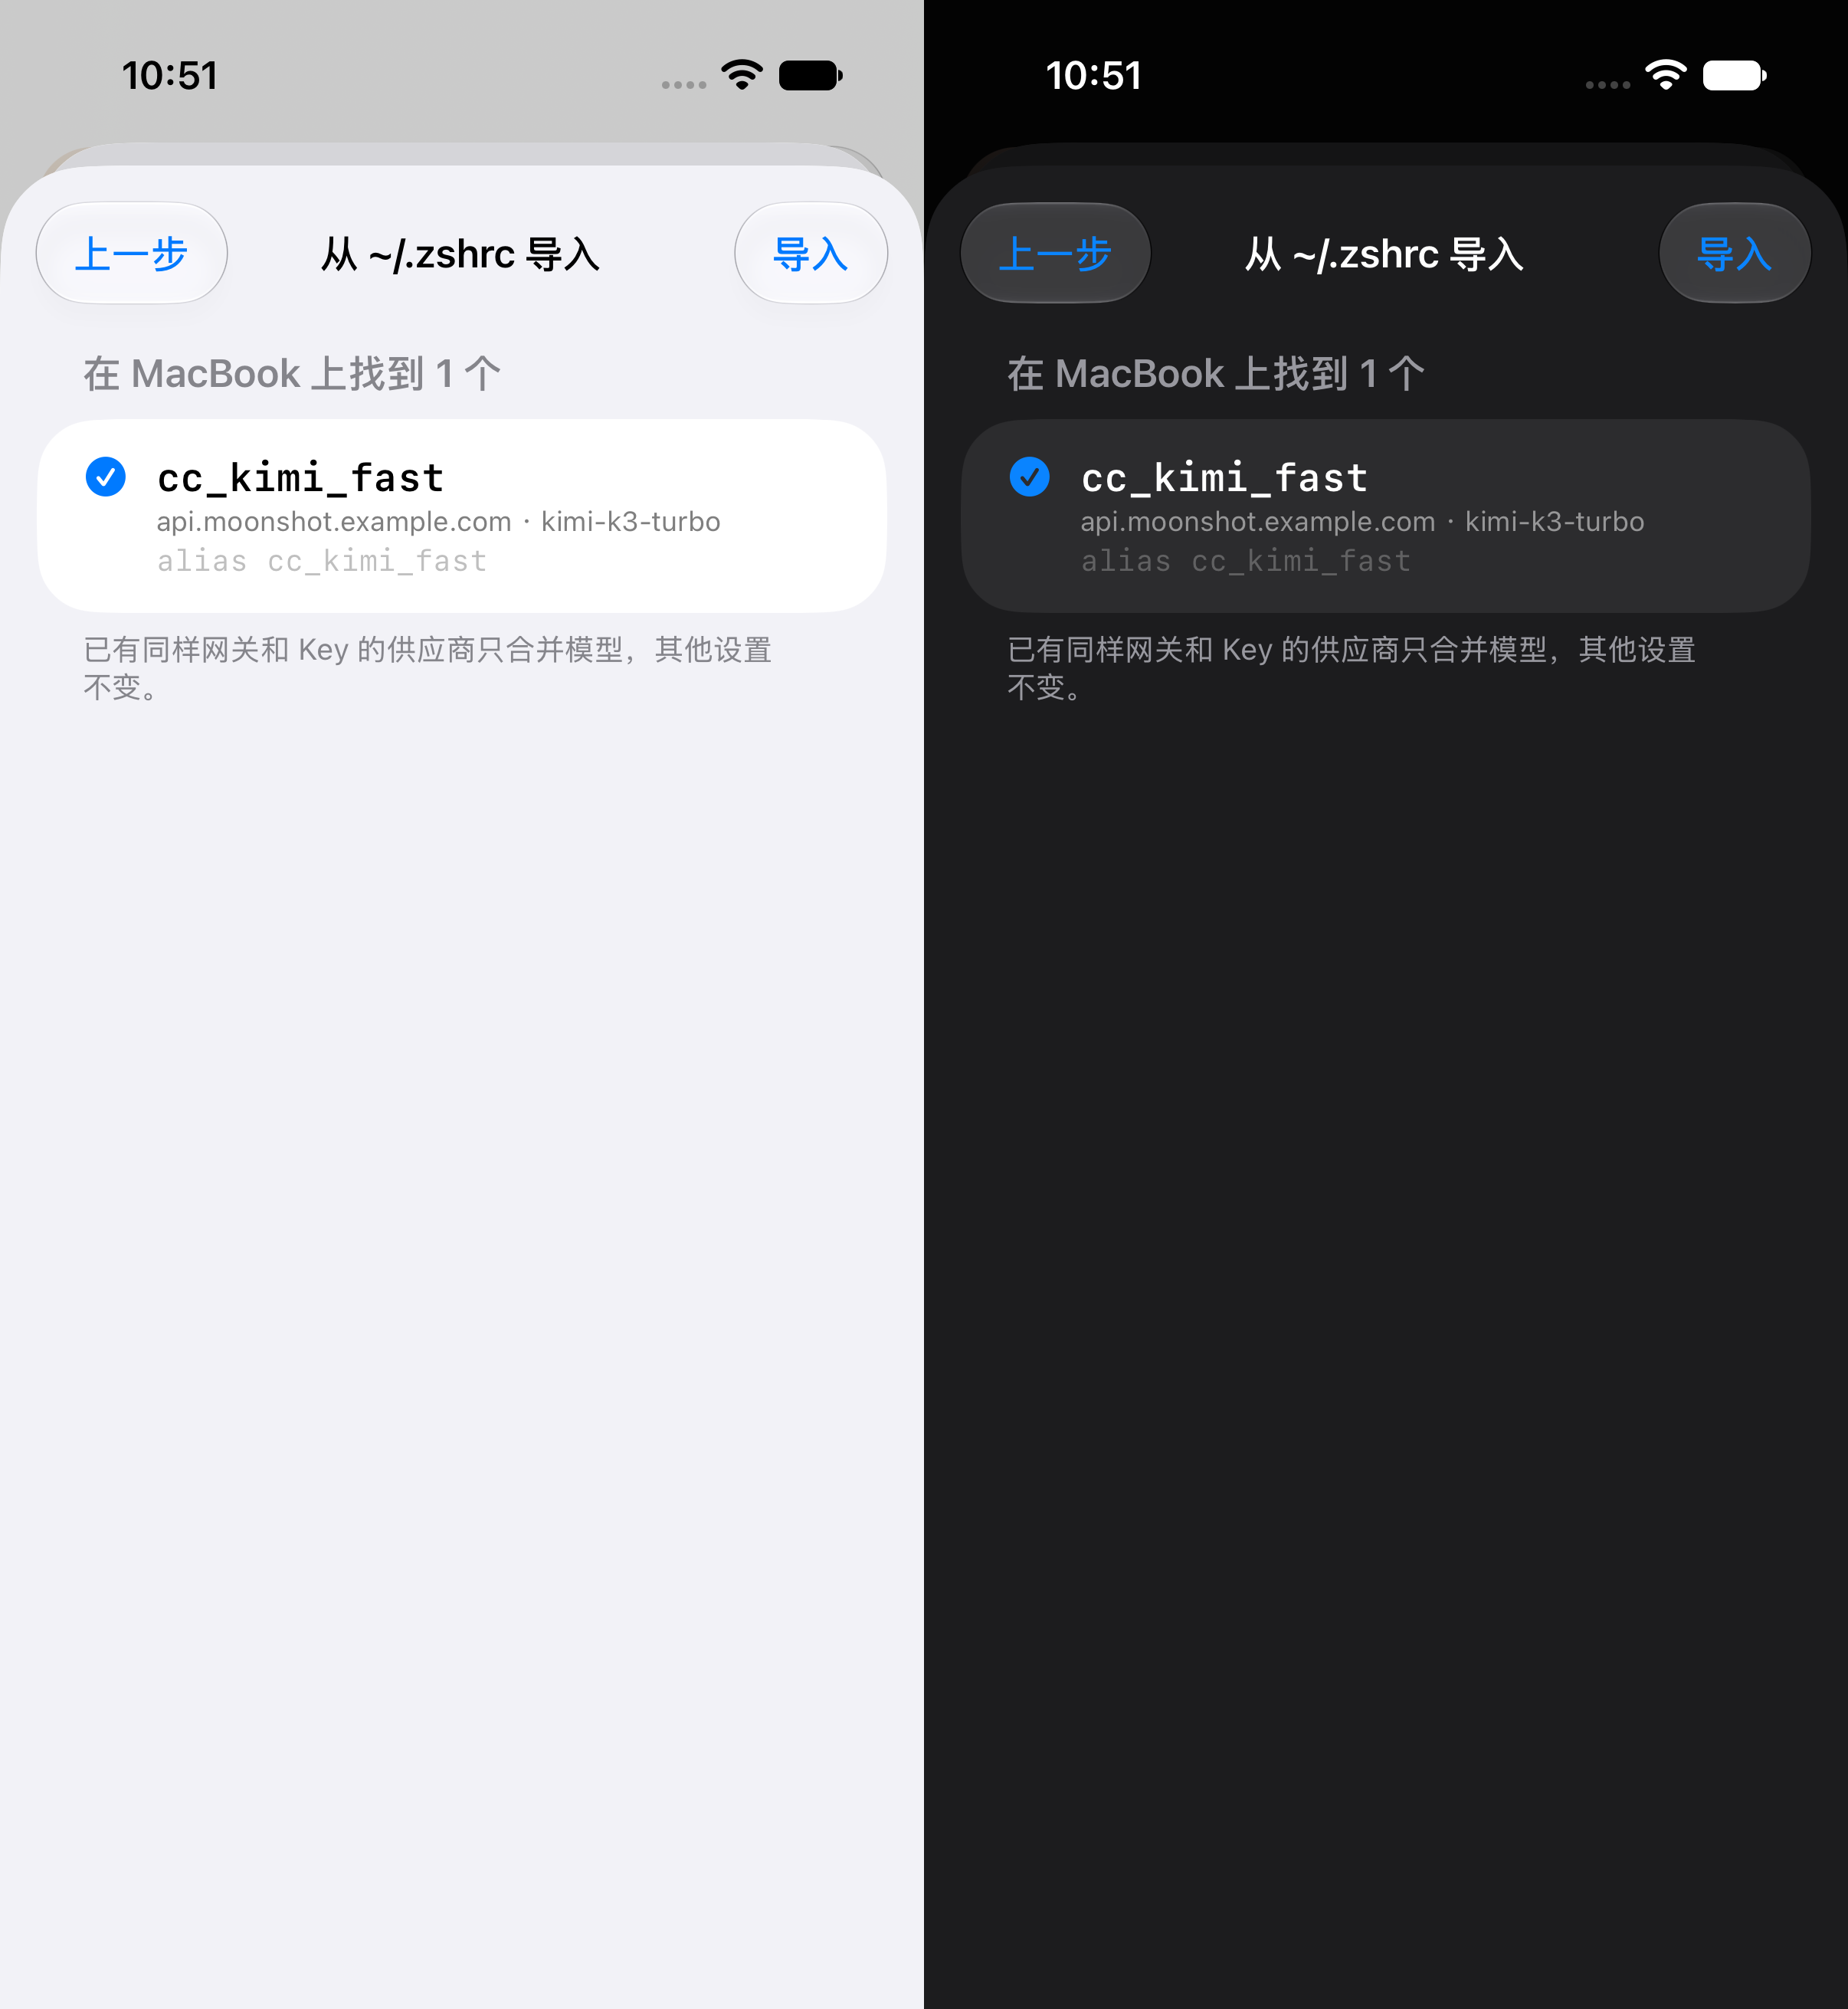 10:51
上一步
从 ~/.zshrc 导入
导入
在 MacBook 上找到 1 个
cc_kimi_fast
api.moonshot.example.com · kimi-k3-turbo
alias cc_kimi_fast
已有同样网关和 Key 的供应商只合并模型，其他设置
不变。
10:51
上一步
从 ~/.zshrc 导入
导入
在 MacBook 上找到 1 个
cc_kimi_fast
api.moonshot.example.com · kimi-k3-turbo
alias cc_kimi_fast
已有同样网关和 Key 的供应商只合并模型，其他设置
不变。